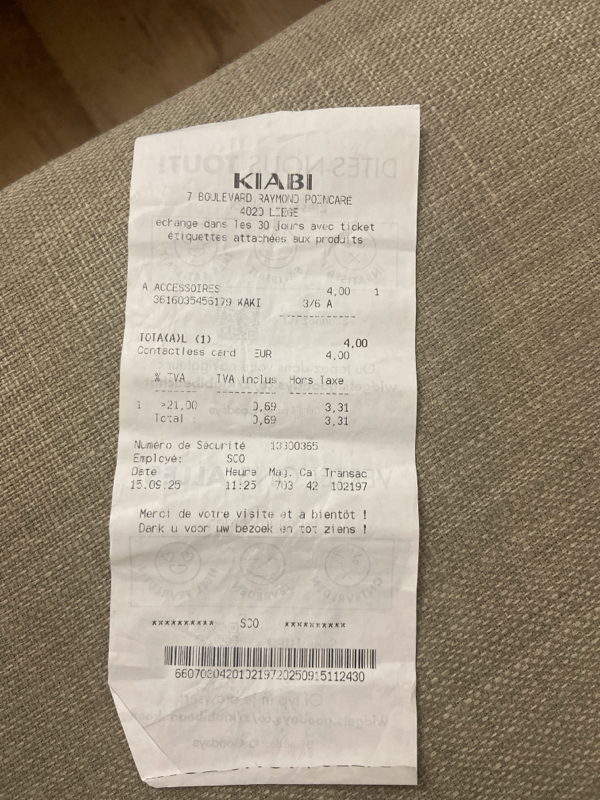 KIABI
7 BOULEVARD RAYMOND POINCARE
4020 LIEGE
échange dans les 30 jours avec ticket
étiquettes attachées aux produits
A ACCESSOIRES 4,00 1
3616035456179 KAKI 3/6 A
TOTA(A)L (1) 4,00
Contactless card EUR 4,00
% TVA TVA Inclus Hors Taxe
1 >21,00 0,69 3,31
Total : 0,69 3,31
Numéro de Sécurité 13300365
Employé: SCO
Date Heure Mag. Ca Transac
15.09.25 11:25 703 42 102197
Merci de votre visite et à bientôt !
Dank u voor uw bezoek en tot ziens !
********** SCO **********
660703042010219720250915112430